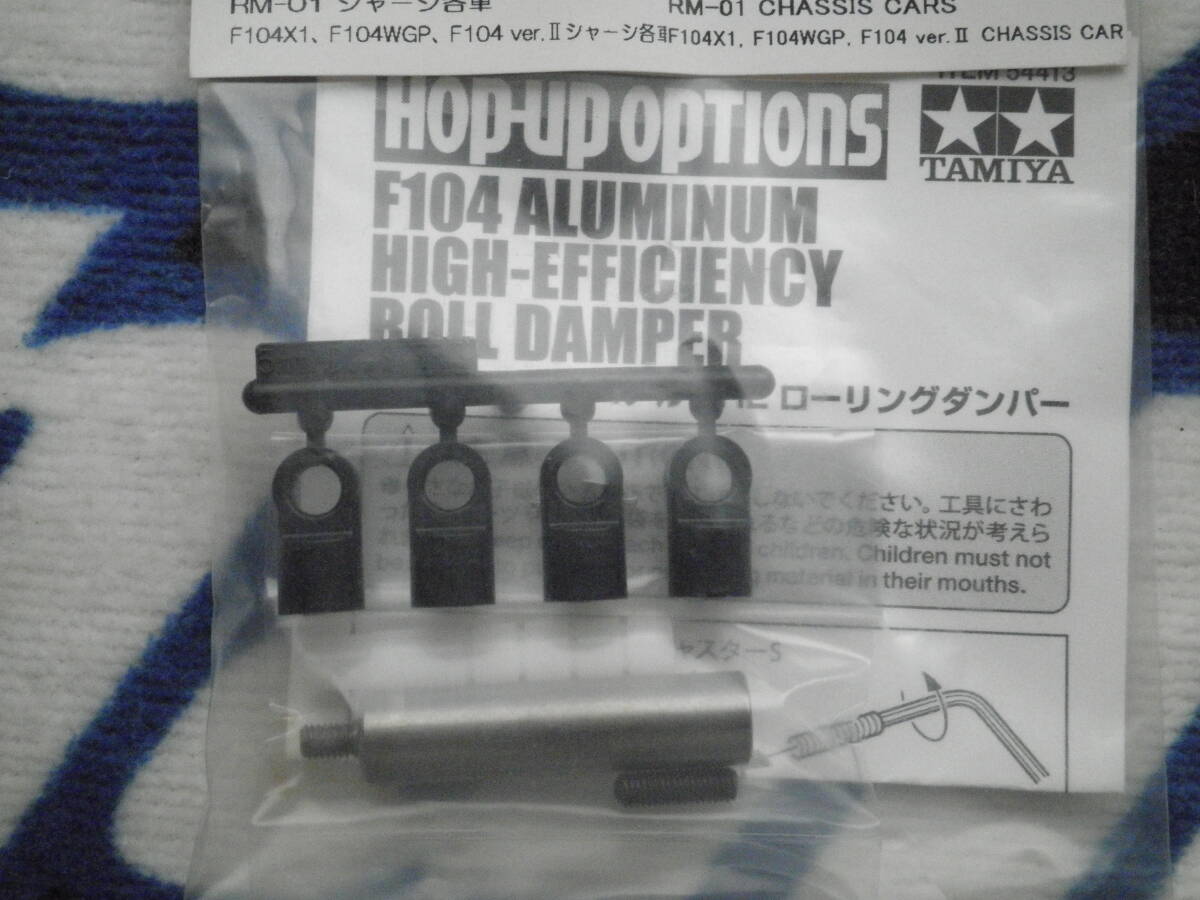 RM-01 シャーシ各車
RM-01 CHASSIS CARS
F104X1、F104WGP、F104 ver.Ⅱシャーシ各車
F104X1, F104WGP, F104 ver.Ⅱ CHASSIS CAR
ITEM 54413
HOP-UP OPTIONS
TAMIYA
F104 ALUMINUM
HIGH-EFFICIENCY
ROLL DAMPER
ローリングダンパー
しないでください。工具にさわ
などの危険な状況が考えら
children. Children must not
material in their mouths.
ャスターS